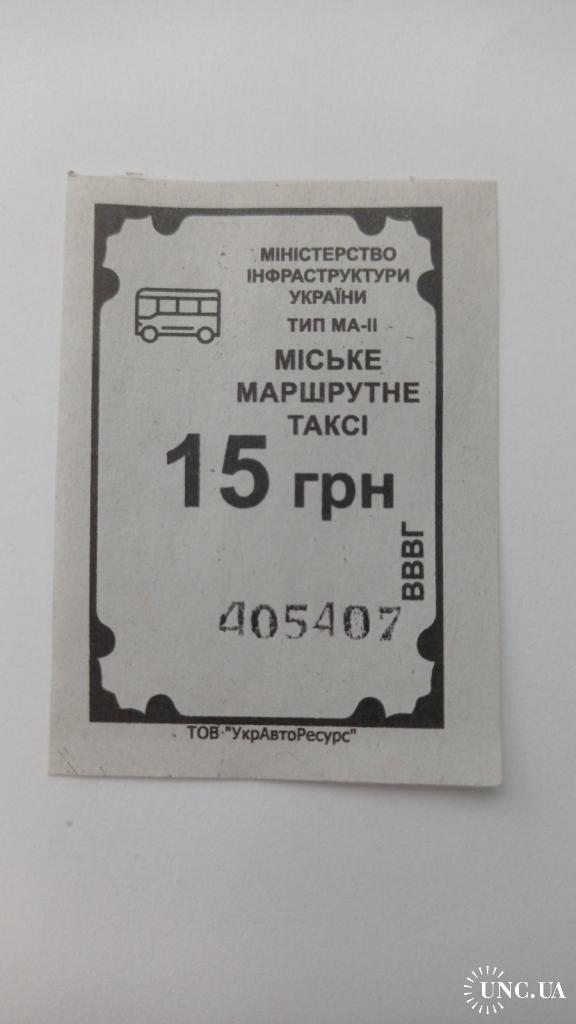 МІНІСТЕРСТВО
ІНФРАСТРУКТУРИ
УКРАЇНИ
ТИП МА-ІІ
МІСЬКЕ
МАРШРУТНЕ
ТАКСІ
15 грн
ВВВГ
405407
ТОВ "УкрАвтоРесурс"
UNC.UA